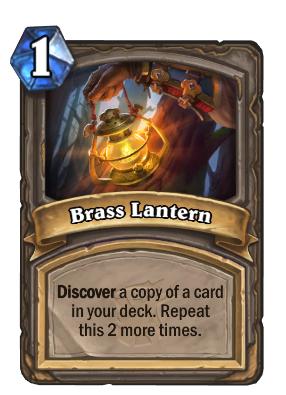 1
Brass Lantern
Discover a copy of a card
in your deck. Repeat
this 2 more times.